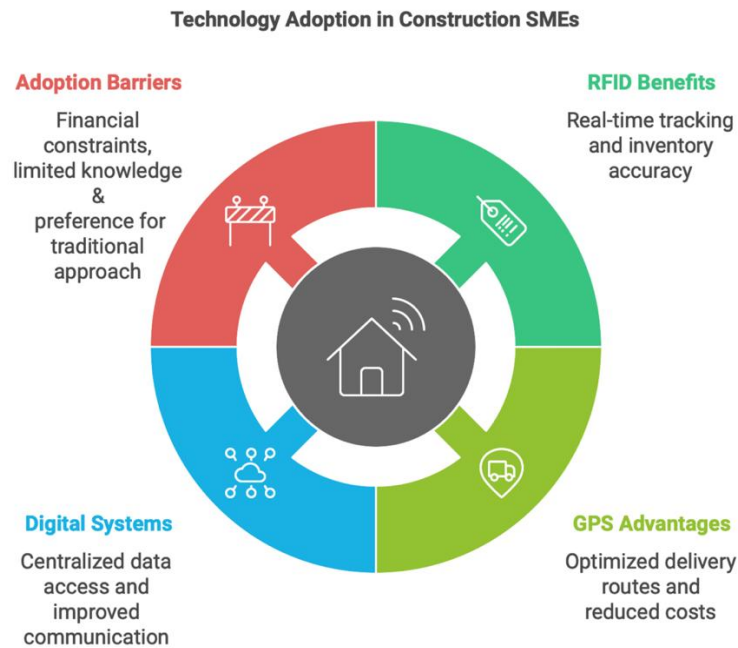 Technology Adoption in Construction SMEs
Adoption Barriers
Financial
constraints,
limited knowledge
&
preference for
traditional
approach
RFID Benefits
Real-time tracking
and inventory
accuracy
Digital Systems
Centralized data
access and
improved
communication
GPS Advantages
Optimized delivery
routes and
reduced costs